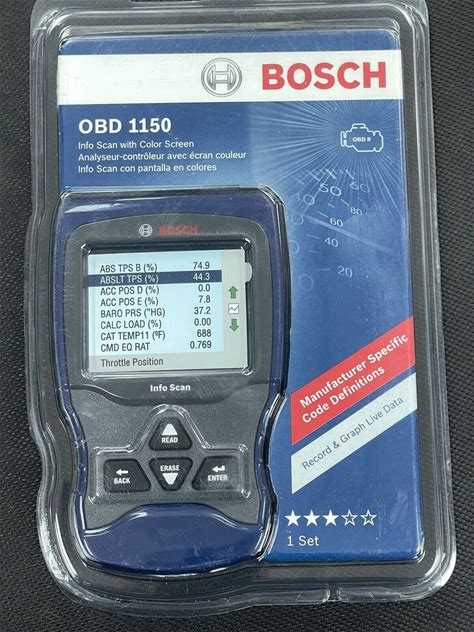 BOSCH
OBD 1150
Info Scan with Color Screen
Analyseur-contrôleur avec écran couleur
Info Scan con pantalla en colores
OBD II
50
60
80
60
40
20
BOSCH
ABS TPS B (%) 74.9
ABSLT TPS (%) 44.3
ACC POS D (%) 0.0
ACC POS E (%) 7.8
BARO PRS ("HG) 37.2
CALC LOAD (%) 0.00
CAT TEMP11 (°F) 688
CMD EQ RAT 0.769
Throttle Position
Info Scan
READ
BACK
ERASE
ENTER
Manufacturer Specific
Code Definitions
Record & Graph Live Data
1 Set